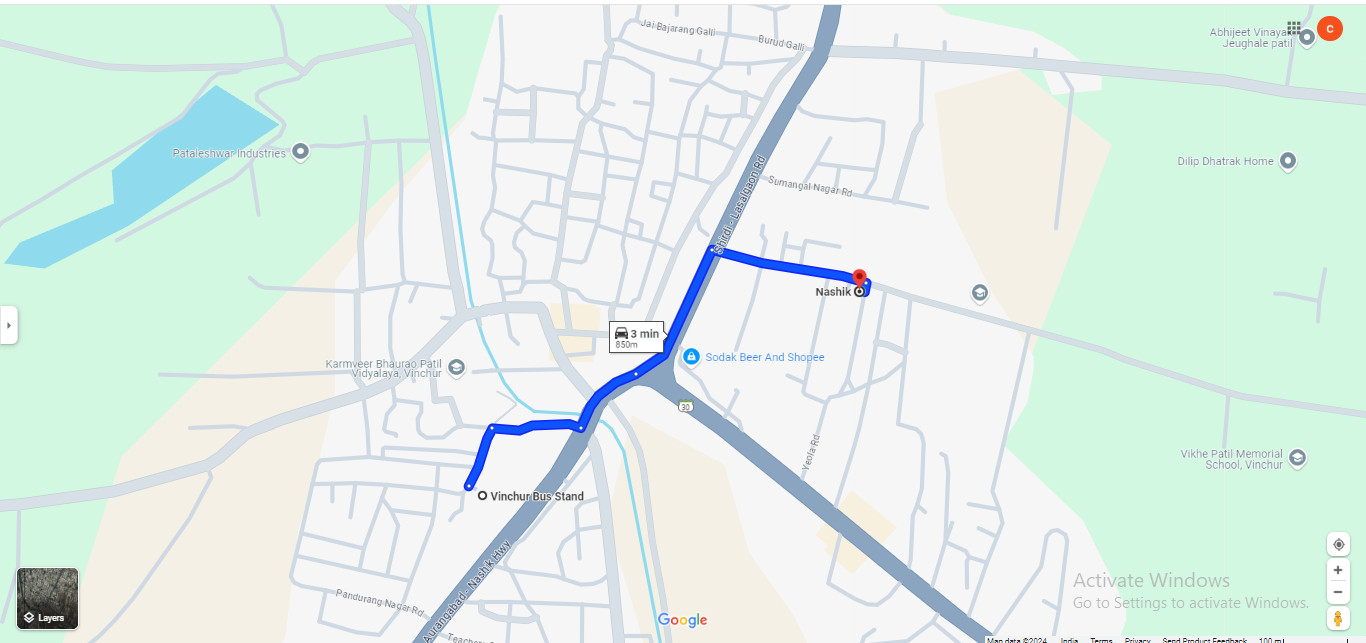 Jai Bajarang Galli
Burud Galli
Abhijeet Vinaya
Jeughale patil
C
Pataleshwar Industries
Dilip Dhatrak Home
Shirdi - Lasalgaon Rd
Sumangal Nagar Rd
Nashik
3 min
850m
Sodak Beer And Shopee
Karmveer Bhaurao Patil
Vidyalaya, Vinchur
30
Yeola Rd
Vikhe Patil Memorial
School, Vinchur
Vinchur Bus Stand
Aurangabad - Nashik Hwy
Pandurang Nagar Rd
Layers
Google
Activate Windows
Go to Settings to activate Windows.
Map data ©2024 India Terms Privacy Send Product Feedback